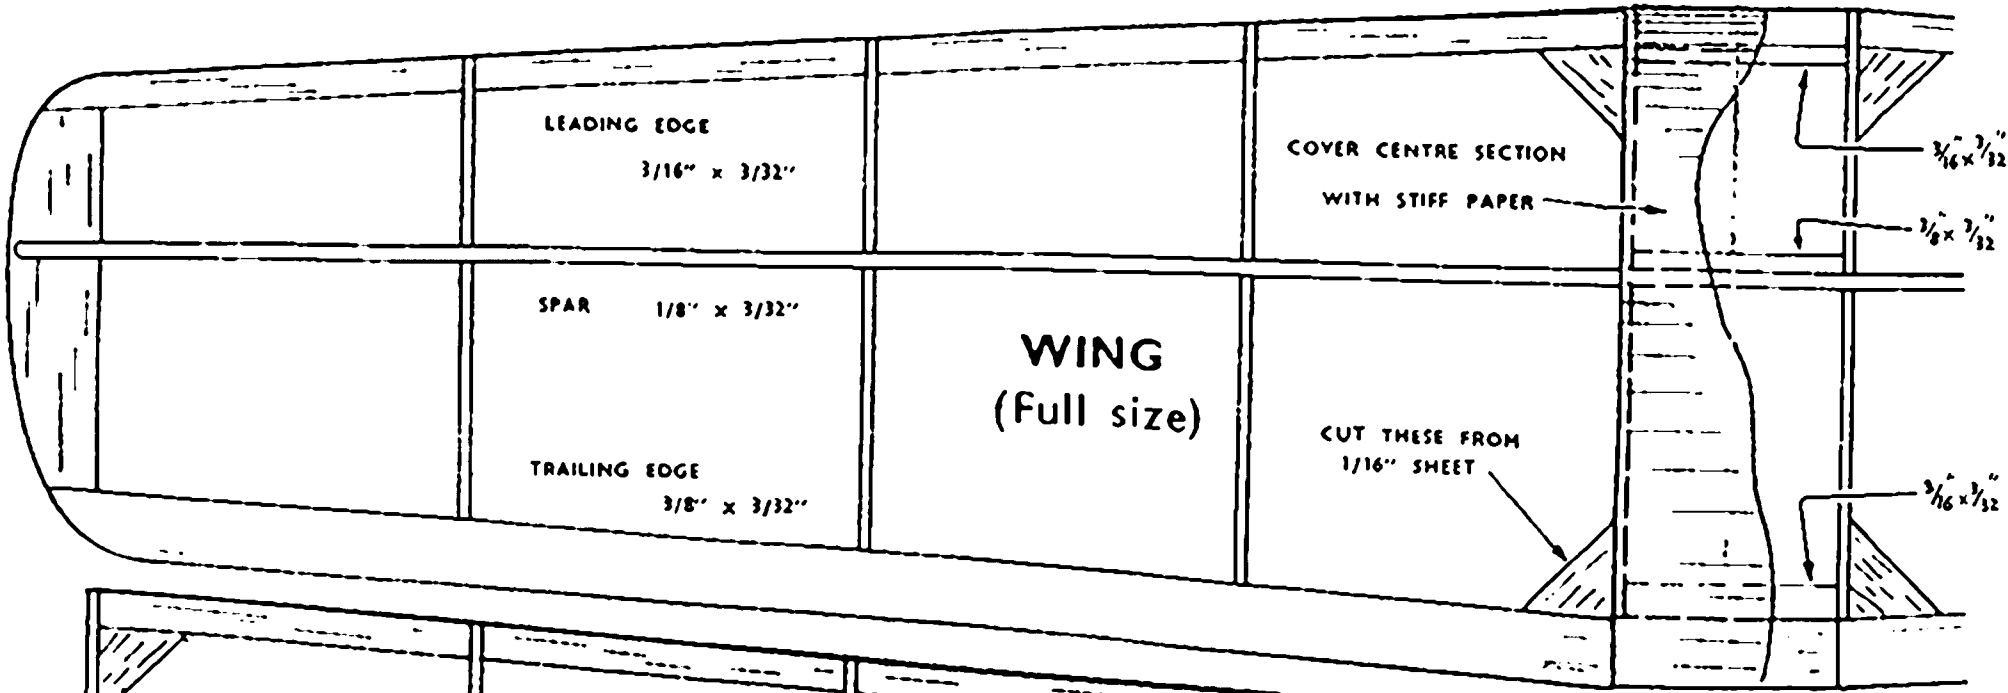 LEADING EDGE
3/16" x 3/32"
COVER CENTRE SECTION
WITH STIFF PAPER
3/16" x 3/32"
3/8" x 3/32"
SPAR 1/8" x 3/32"
WING
(Full size)
CUT THESE FROM
1/16" SHEET
TRAILING EDGE
3/8" x 3/32"
3/16" x 3/32"